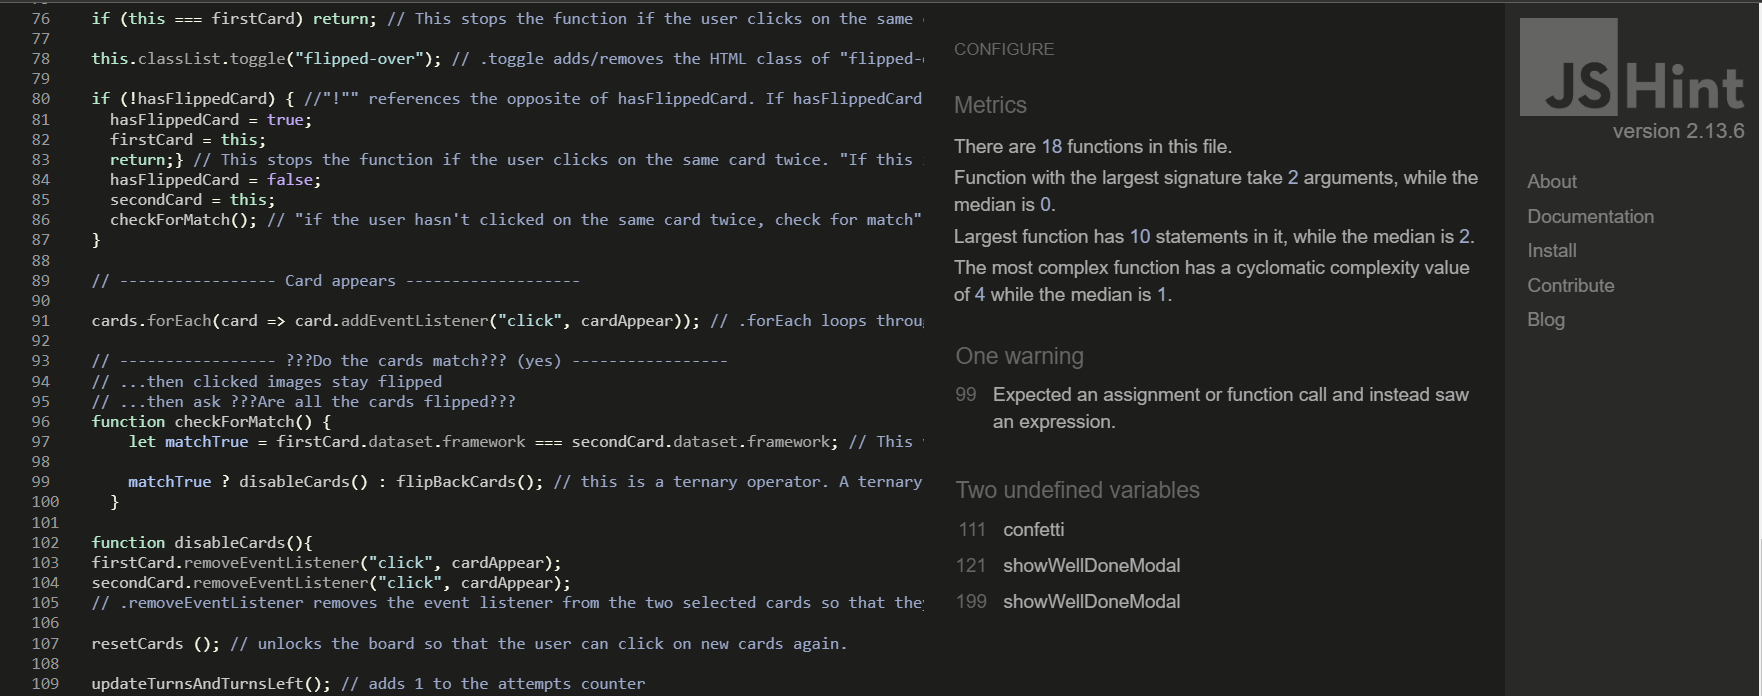 76 if (this === firstCard) return; // This stops the function if the user clicks on the same
77
78 this.classList.toggle("flipped-over"); // .toggle adds/removes the HTML class of "flipped-
79
80 if (!hasFlippedCard) { //"!"" references the opposite of hasFlippedCard. If hasFlippedCard
81 hasFlippedCard = true;
82 firstCard = this;
83 return;} // This stops the function if the user clicks on the same card twice. "If this
84 hasFlippedCard = false;
85 secondCard = this;
86 checkForMatch(); // "if the user hasn't clicked on the same card twice, check for match"
87 }
88
89 // ----------------- Card appears -------------------
90
91 cards.forEach(card => card.addEventListener("click", cardAppear)); // .forEach loops throu
92
93 // ----------------- ???Do the cards match??? (yes) -----------------
94 // ...then clicked images stay flipped
95 // ...then ask ???Are all the cards flipped???
96 function checkForMatch() {
97 let matchTrue = firstCard.dataset.framework === secondCard.dataset.framework; // This
98
99 matchTrue ? disableCards() : flipBackCards(); // this is a ternary operator. A ternary
100 }
101
102 function disableCards(){
103 firstCard.removeEventListener("click", cardAppear);
104 secondCard.removeEventListener("click", cardAppear);
105 // .removeEventListener removes the event listener from the two selected cards so that the
106
107 resetCards (); // unlocks the board so that the user can click on new cards again.
108
109 updateTurnsAndTurnsLeft(); // adds 1 to the attempts counter
CONFIGURE
Metrics
There are 18 functions in this file.
Function with the largest signature take 2 arguments, while the
median is 0.
Largest function has 10 statements in it, while the median is 2.
The most complex function has a cyclomatic complexity value
of 4 while the median is 1.
One warning
99 Expected an assignment or function call and instead saw
an expression.
Two undefined variables
111 confetti
121 showWellDoneModal
199 showWellDoneModal
JSHint
version 2.13.6
About
Documentation
Install
Contribute
Blog